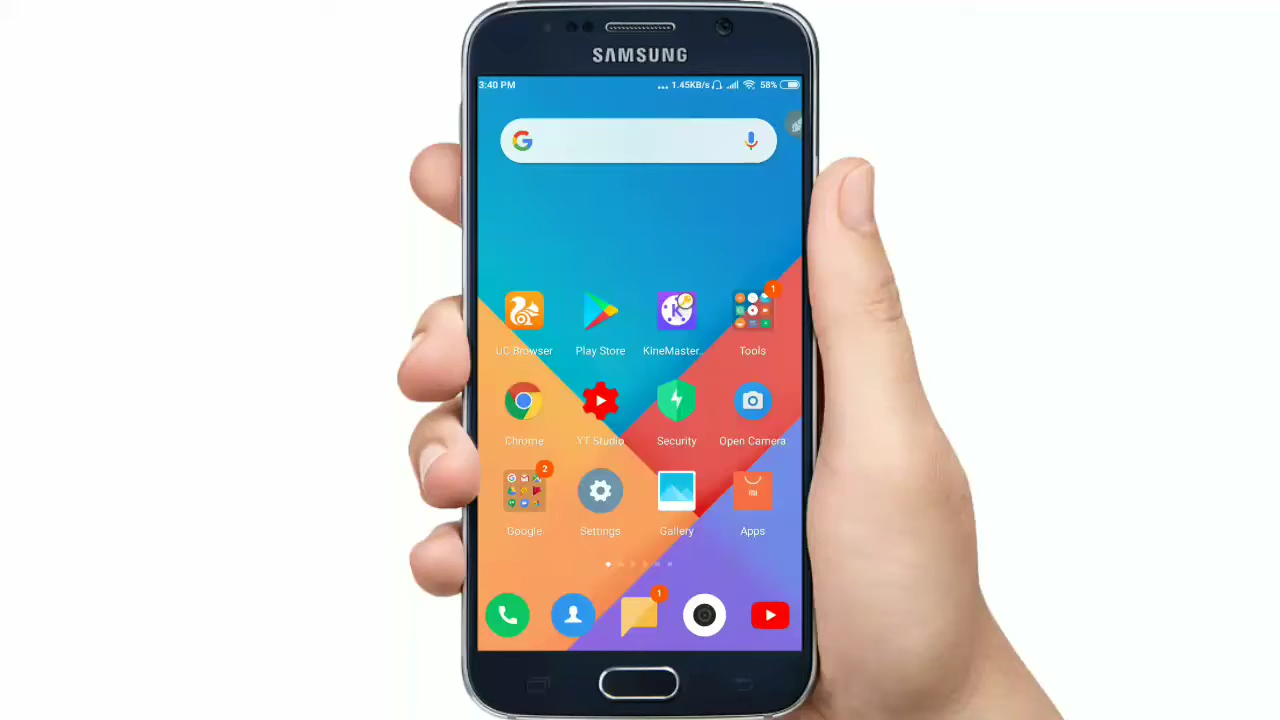 SAMSUNG
3:40 PM ... 1.45KB/s 58%
UC Browser Play Store KineMaster.. Tools 1
Chrome YT Studio Security Open Camera
Google 2 Settings Gallery Apps
mi
1